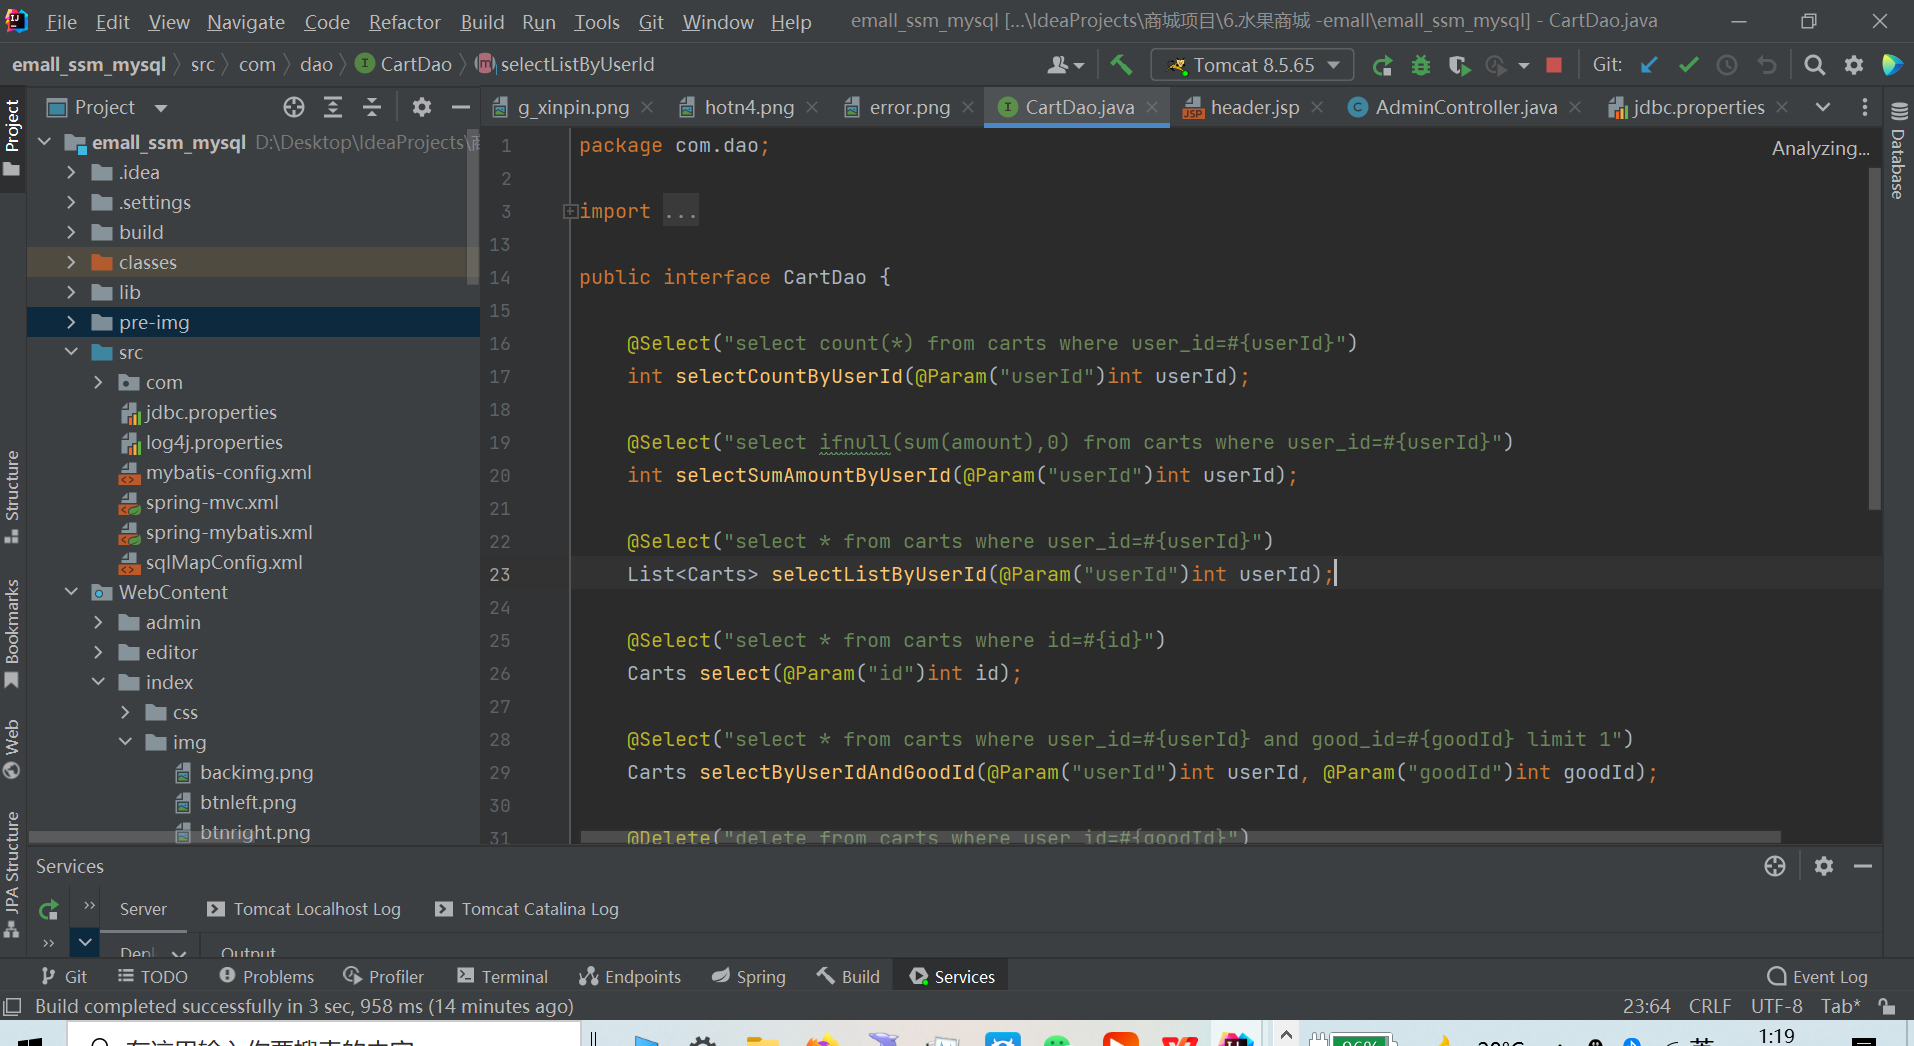 File Edit View Navigate Code Refactor Build Run Tools Git Window Help emall_ssm_mysql [...\IdeaProjects\商城项目\6.水果商城 -emall\emall_ssm_mysql] - CartDao.java
emall_ssm_mysql src com dao CartDao selectListByUserId Tomcat 8.5.65 Git:
Project g_xinpin.png hotn4.png error.png CartDao.java header.jsp AdminController.java jdbc.properties
Project
Structure
Bookmarks
Web
JPA Structure
Database
emall_ssm_mysql D:\Desktop\IdeaProjects\
.idea
.settings
build
classes
lib
pre-img
src
com
jdbc.properties
log4j.properties
mybatis-config.xml
spring-mvc.xml
spring-mybatis.xml
sqlMapConfig.xml
WebContent
admin
editor
index
css
img
backimg.png
btnleft.png
btnright.png
Analyzing...
1 package com.dao;
2
3 import ...
13
14 public interface CartDao {
15
16 @Select("select count(*) from carts where user_id=#{userId}")
17 int selectCountByUserId(@Param("userId")int userId);
18
19 @Select("select ifnull(sum(amount),0) from carts where user_id=#{userId}")
20 int selectSumAmountByUserId(@Param("userId")int userId);
21
22 @Select("select * from carts where user_id=#{userId}")
23 List<Carts> selectListByUserId(@Param("userId")int userId);
24
25 @Select("select * from carts where id=#{id}")
26 Carts select(@Param("id")int id);
27
28 @Select("select * from carts where user_id=#{userId} and good_id=#{goodId} limit 1")
29 Carts selectByUserIdAndGoodId(@Param("userId")int userId, @Param("goodId")int goodId);
30
31 @Delete("delete from carts where user_id=#{goodId}")
Services
Server Tomcat Localhost Log Tomcat Catalina Log
Output
Git TODO Problems Profiler Terminal Endpoints Spring Build Services Event Log
Build completed successfully in 3 sec, 958 ms (14 minutes ago) 23:64 CRLF UTF-8 Tab*
在这里输入你要搜索的内容 96% 英 1:19